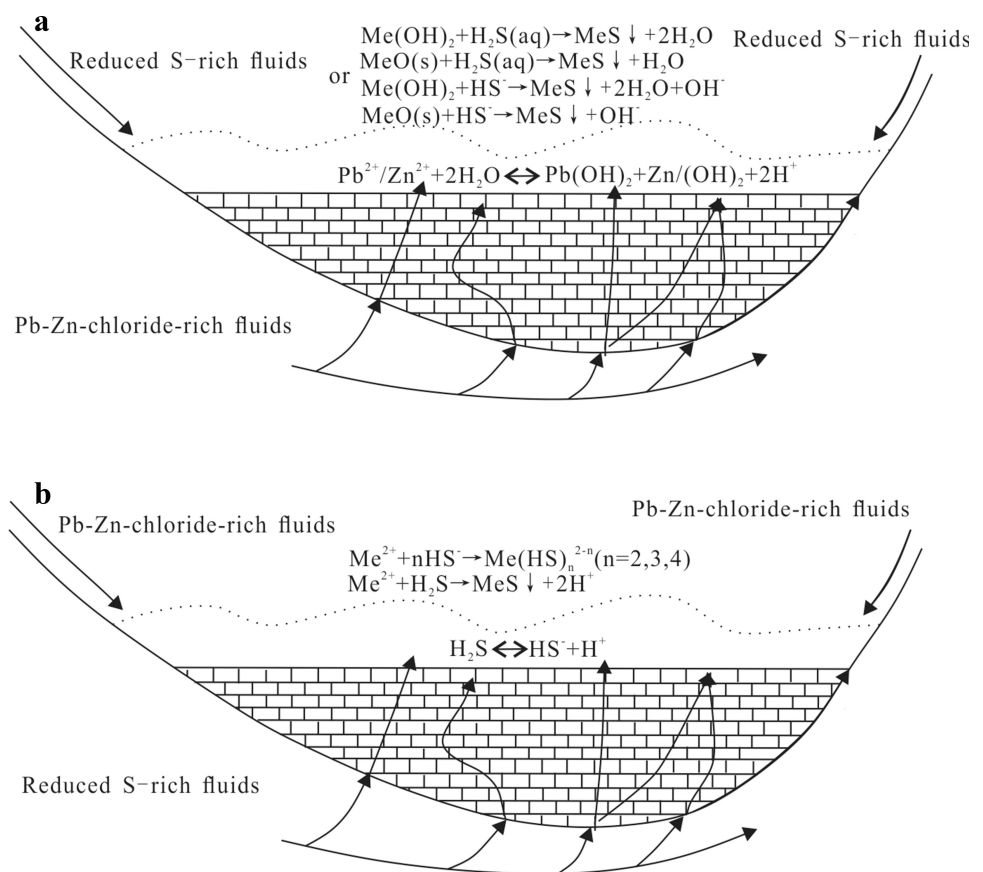 a
Reduced S-rich fluids
or
Me(OH)₂+H₂S(aq)→MeS↓+2H₂O
MeO(s)+H₂S(aq)→MeS↓+H₂O
Me(OH)₂+HS⁻→MeS↓+2H₂O+OH⁻
MeO(s)+HS⁻→MeS↓+OH⁻
Reduced S-rich fluids
Pb²⁺/Zn²⁺+2H₂O↔Pb(OH)₂+Zn/(OH)₂+2H⁺
Pb-Zn-chloride-rich fluids
b
Pb-Zn-chloride-rich fluids
Pb-Zn-chloride-rich fluids
Me²⁺+nHS⁻→Me(HS)ₙ²⁻ⁿ(n=2,3,4)
Me²⁺+H₂S→MeS↓+2H⁺
H₂S↔HS⁻+H⁺
Reduced S-rich fluids